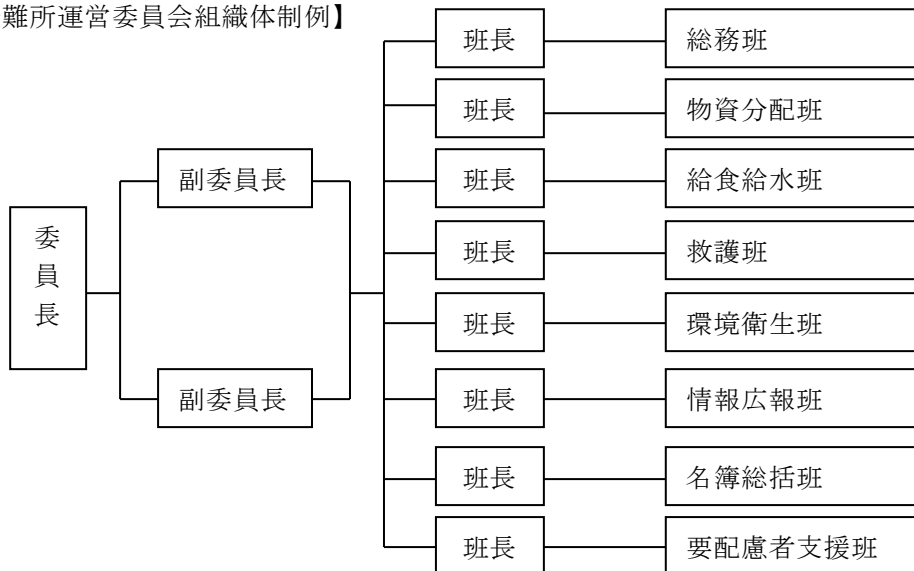 難所運営委員会組織体制例】
班長 総務班
班長 物資分配班
副委員長 班長 給食給水班
委員長
班長 救護班
班長 環境衛生班
副委員長 班長 情報広報班
班長 名簿総括班
班長 要配慮者支援班